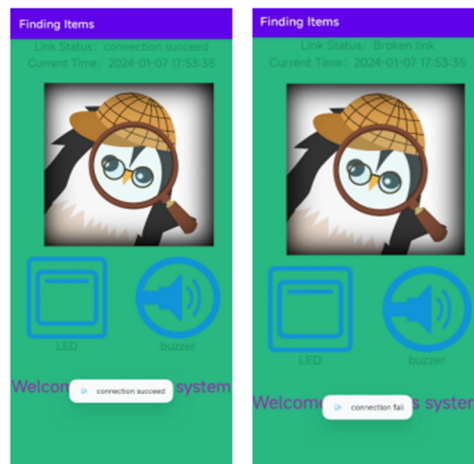 Finding Items
Link Status: connection succeed
Current Time: 2024-01-07 17:53:35
LED
buzzer
Welcom
connection succeed
system
Finding Items
Link Status: Broken link
Current Time: 2024-01-07 17:53:35
LED
buzzer
Welcome
connection fail
s system